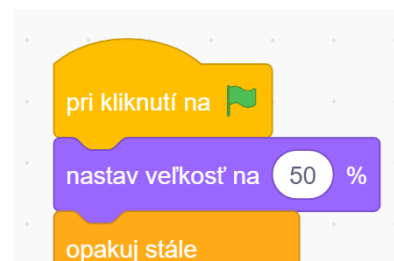 pri kliknutí na
nastav veľkosť na 50 %
opakuj stále